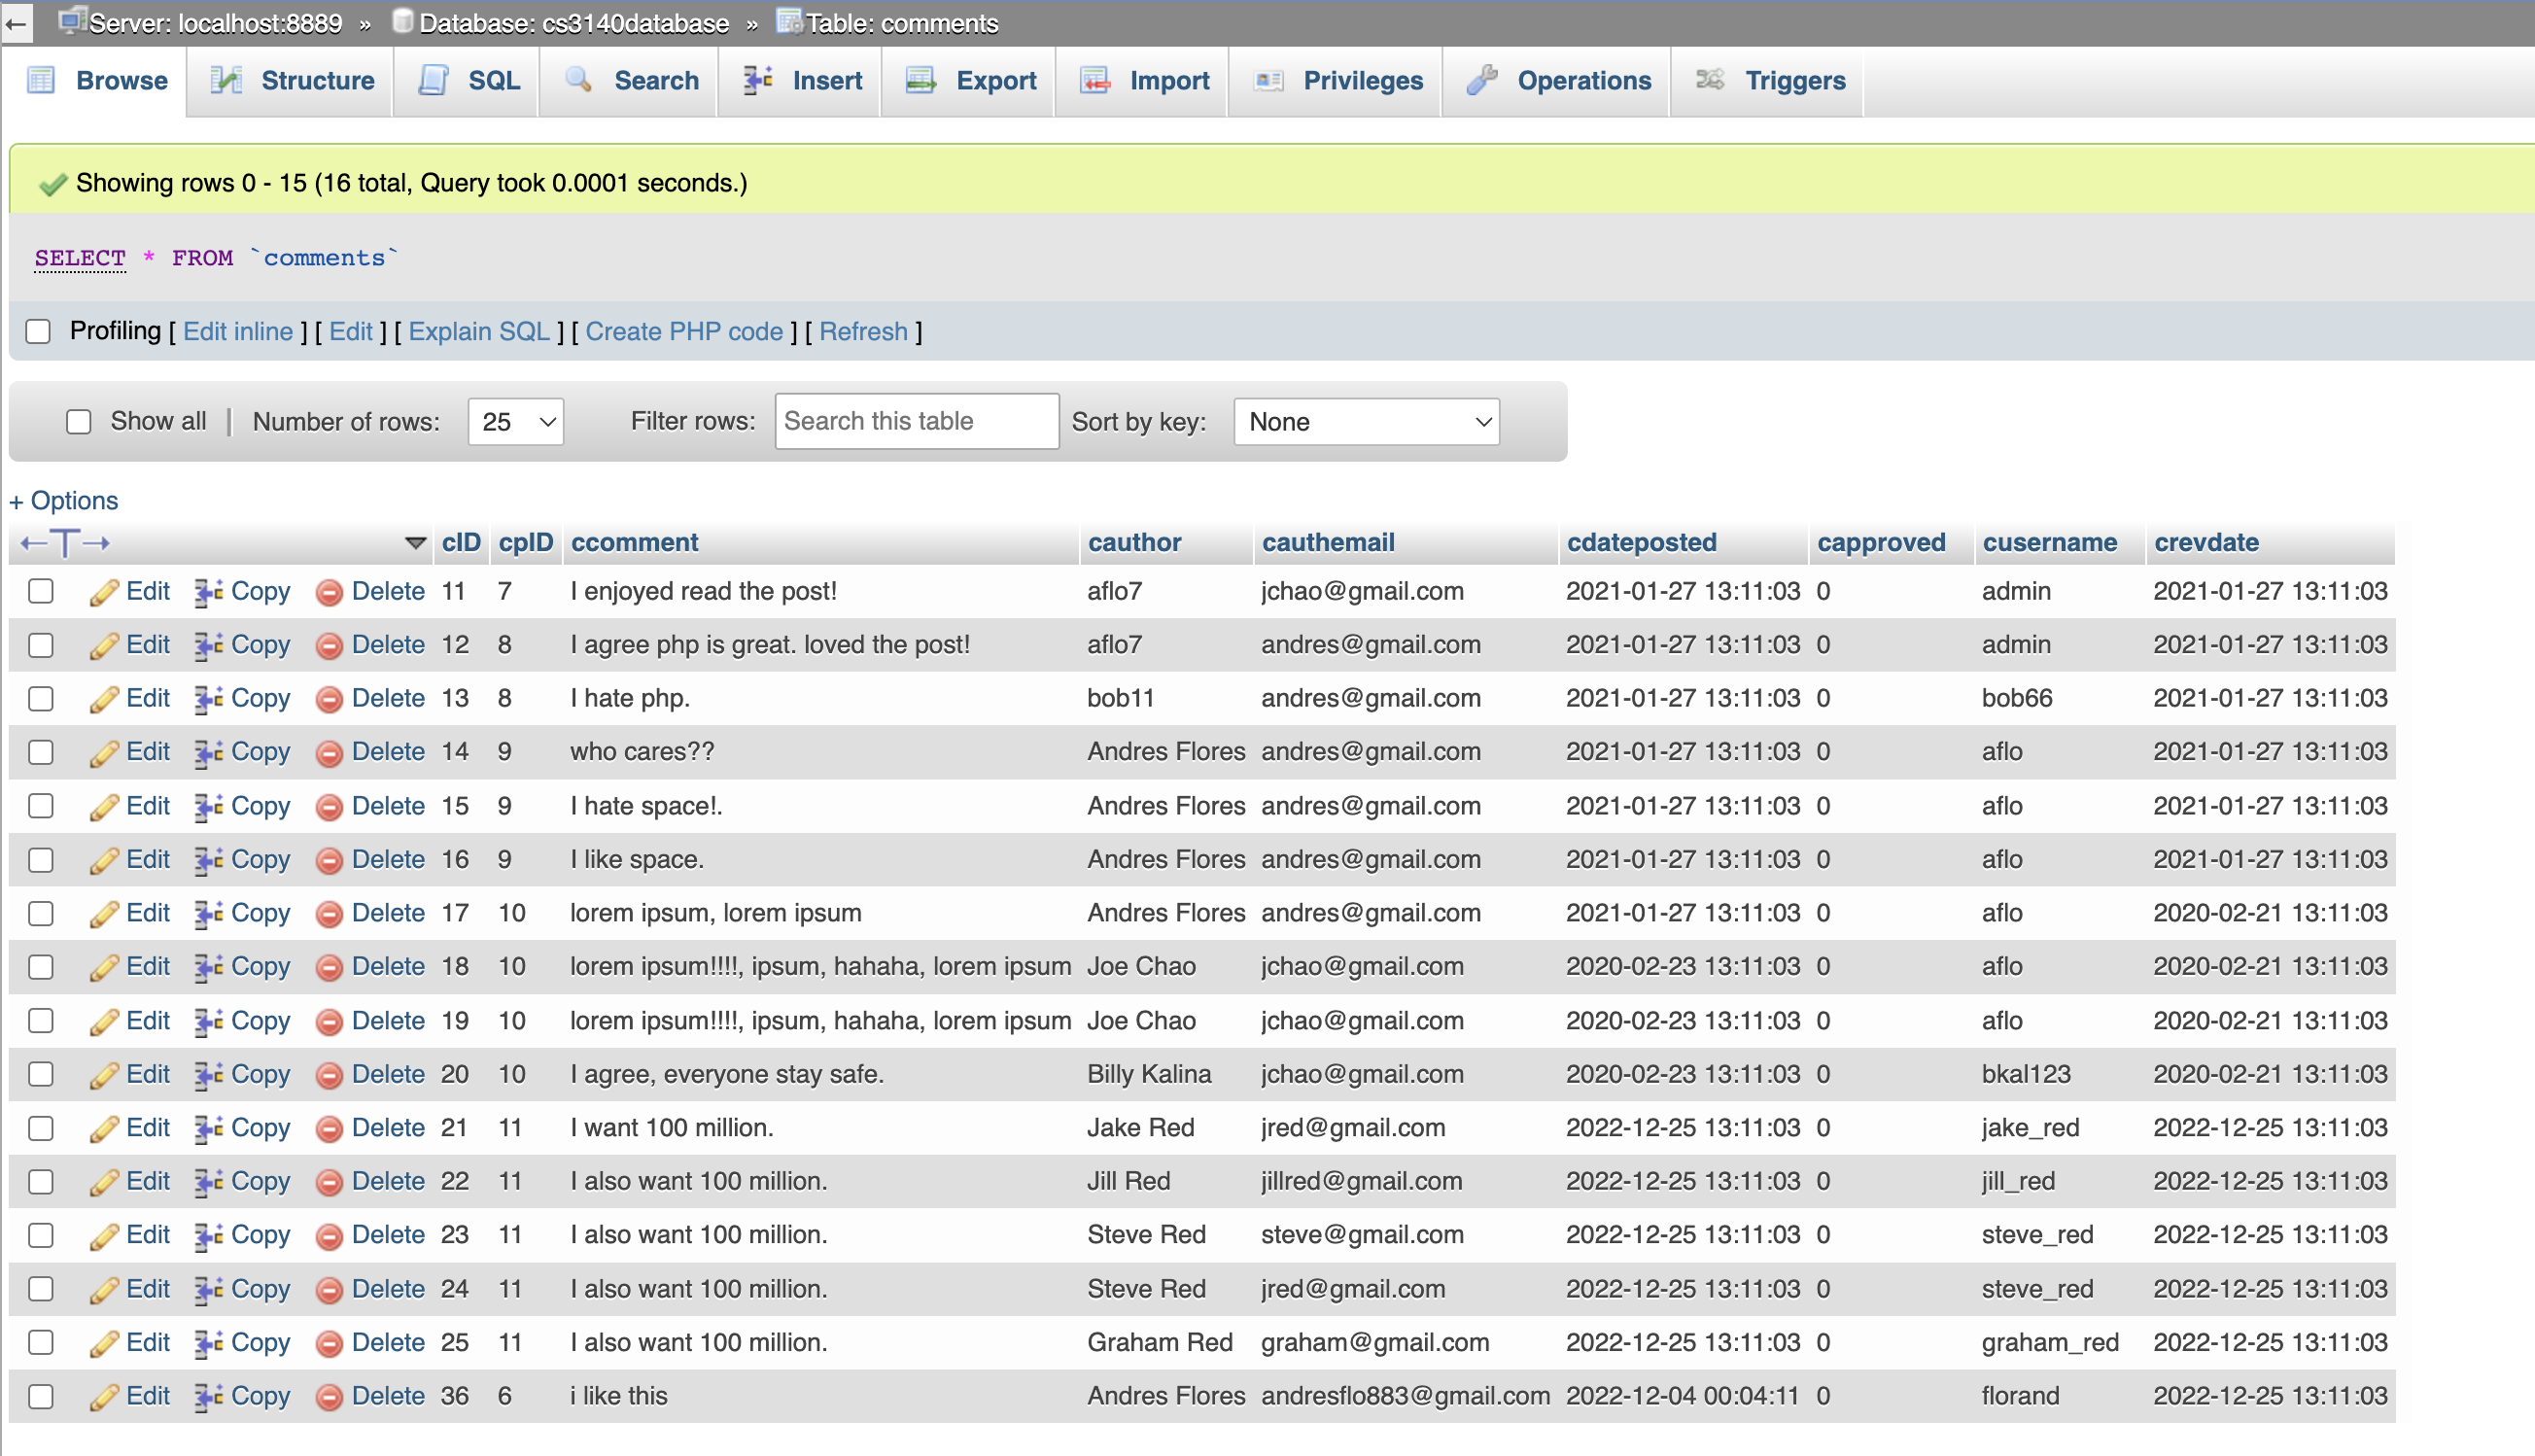 Server: localhost:8889 » Database: cs3140database » Table: comments
Browse Structure SQL Search Insert Export Import Privileges Operations Triggers
Showing rows 0 - 15 (16 total, Query took 0.0001 seconds.)
SELECT * FROM `comments`
Profiling [ Edit inline ] [ Edit ] [ Explain SQL ] [ Create PHP code ] [ Refresh ]
Show all | Number of rows: 25 Filter rows: Search this table Sort by key: None
+ Options
←T→ cID cpID ccomment cauthor cauthemail cdateposted capproved cusername crevdate
Edit Copy Delete 11 7 I enjoyed read the post! aflo7 jchao@gmail.com 2021-01-27 13:11:03 0 admin 2021-01-27 13:11:03
Edit Copy Delete 12 8 I agree php is great. loved the post! aflo7 andres@gmail.com 2021-01-27 13:11:03 0 admin 2021-01-27 13:11:03
Edit Copy Delete 13 8 I hate php. bob11 andres@gmail.com 2021-01-27 13:11:03 0 bob66 2021-01-27 13:11:03
Edit Copy Delete 14 9 who cares?? Andres Flores andres@gmail.com 2021-01-27 13:11:03 0 aflo 2021-01-27 13:11:03
Edit Copy Delete 15 9 I hate space!. Andres Flores andres@gmail.com 2021-01-27 13:11:03 0 aflo 2021-01-27 13:11:03
Edit Copy Delete 16 9 I like space. Andres Flores andres@gmail.com 2021-01-27 13:11:03 0 aflo 2021-01-27 13:11:03
Edit Copy Delete 17 10 lorem ipsum, lorem ipsum Andres Flores andres@gmail.com 2021-01-27 13:11:03 0 aflo 2020-02-21 13:11:03
Edit Copy Delete 18 10 lorem ipsum!!!!, ipsum, hahaha, lorem ipsum Joe Chao jchao@gmail.com 2020-02-23 13:11:03 0 aflo 2020-02-21 13:11:03
Edit Copy Delete 19 10 lorem ipsum!!!!, ipsum, hahaha, lorem ipsum Joe Chao jchao@gmail.com 2020-02-23 13:11:03 0 aflo 2020-02-21 13:11:03
Edit Copy Delete 20 10 I agree, everyone stay safe. Billy Kalina jchao@gmail.com 2020-02-23 13:11:03 0 bkal123 2020-02-21 13:11:03
Edit Copy Delete 21 11 I want 100 million. Jake Red jred@gmail.com 2022-12-25 13:11:03 0 jake_red 2022-12-25 13:11:03
Edit Copy Delete 22 11 I also want 100 million. Jill Red jillred@gmail.com 2022-12-25 13:11:03 0 jill_red 2022-12-25 13:11:03
Edit Copy Delete 23 11 I also want 100 million. Steve Red steve@gmail.com 2022-12-25 13:11:03 0 steve_red 2022-12-25 13:11:03
Edit Copy Delete 24 11 I also want 100 million. Steve Red jred@gmail.com 2022-12-25 13:11:03 0 steve_red 2022-12-25 13:11:03
Edit Copy Delete 25 11 I also want 100 million. Graham Red graham@gmail.com 2022-12-25 13:11:03 0 graham_red 2022-12-25 13:11:03
Edit Copy Delete 36 6 i like this Andres Flores andresflo883@gmail.com 2022-12-04 00:04:11 0 florand 2022-12-25 13:11:03